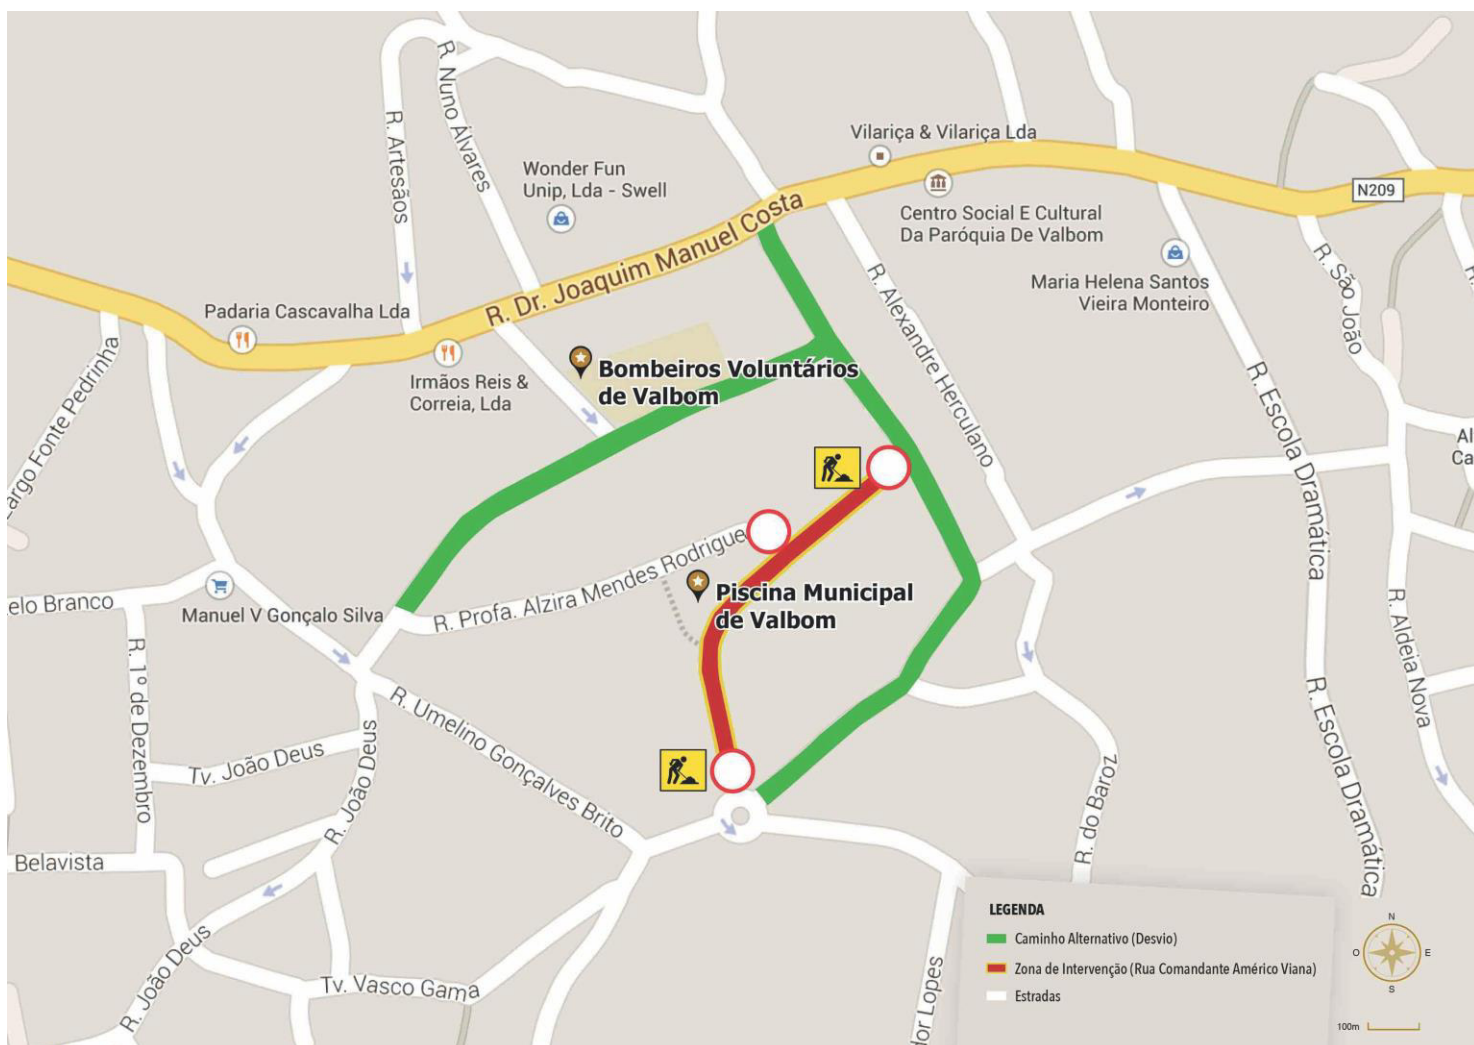 R. Nuno Álvares
R. Artesãos
Wonder Fun
Unip, Lda - Swell
Vilariça & Vilariça Lda
Centro Social E Cultural
Da Paróquia De Valbom
N209
R. Dr. Joaquim Manuel Costa
Maria Helena Santos
Vieira Monteiro
R. São João
R. Alexandre Herculano
Padaria Cascavalha Lda
Irmãos Reis &
Correia, Lda
Largo Fonte Pedrinha
Bombeiros Voluntários
de Valbom
R. Escola Dramática
Al
Ca
R. Profa. Alzira Mendes Rodrigue
Piscina Municipal
de Valbom
elo Branco
Manuel V Gonçalo Silva
R. 1º de Dezembro
R. Umelino Gonçalves Brito
Tv. João Deus
R. João Deus
R. Aldeia Nova
R. Escola Dramática
R. do Baroz
Belavista
R. João Deus
Tv. Vasco Gama
dor Lopes
LEGENDA
Caminho Alternativo (Desvio)
Zona de Intervenção (Rua Comandante Américo Viana)
Estradas
N
O
E
S
100m